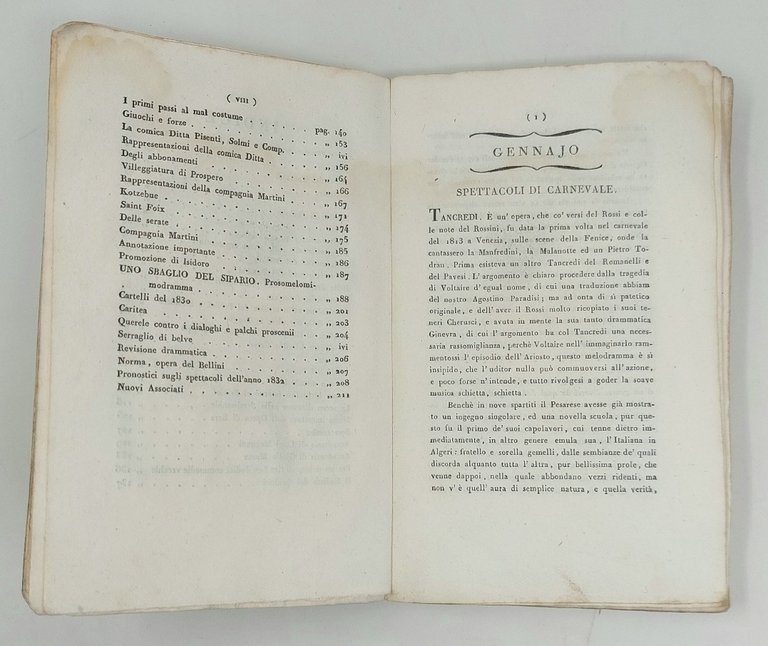 ( VIII )
I primi passi al mal costume . . . . . . . pag. 140
Giuochi e forze . . . . . . . . . . . . „ 153
La comica Ditta Pisenti, Solmi e Comp. . . . . „ ivi
Rappresentazioni della comica Ditta . . . . . . „ 156
Degli abbonamenti . . . . . . . . . . . „ 164
Villeggiatura di Prospero . . . . . . . . . „ 166
Rappresentazioni della compagnia Martini . . . . „ 167
Kotzebue . . . . . . . . . . . . . . „ 171
Saint Foix . . . . . . . . . . . . . . „ 174
Delle serate . . . . . . . . . . . . . „ 175
Compagnia Martini . . . . . . . . . . . „ 185
Annotazione importante . . . . . . . . . . „ 186
Promozione di Isidoro . . . . . . . . . . „ 187
UNO SBAGLIO DEL SIPARIO. Prosomelomi-
modramma . . . . . . . . . . . . . „ 188
Cartelli del 1830 . . . . . . . . . . . . „ 201
Caritea . . . . . . . . . . . . . . . „ 203
Querele contro i dialoghi e palchi proscenii . . . „ 204
Serraglio di belve . . . . . . . . . . . . „ ivi
Revisione drammatica . . . . . . . . . . „ 206
Norma, opera del Bellini . . . . . . . . . „ 207
Pronostici sugli spettacoli dell'anno 1832 . . . . „ 208
Nuovi Associati . . . . . . . . . . . . „ 211
( 1 )
GENNAJO
SPETTACOLI DI CARNEVALE.
TANCREDI. È un' opera, che co' versi del Rossi e col-
le note del Rossini, fu data la prima volta nel carnevale
del 1813 a Venezia, sulle scene della Fenice, onde la
cantassero la Manfredini, la Malanotte ed un Pietro To-
dran. Prima esisteva un altro Tancredi del Romanelli e
del Pavesi. L' argomento è chiaro procedere dalla tragedia
di Voltaire d' egual nome, di cui una traduzione abbiam
del nostro Agostino Paradisi; ma ad onta di sì patetico
originale, e dell' aver il Rossi molto ricopiato i suoi te-
neri Cherusci, e avuta in mente la sua tanto drammatica
Ginevra, di cui l' argomento ha col Tancredi una neces-
saria rassomiglianza, perchè Voltaire nell' immaginarlo ram-
mentossi l' episodio dell' Ariosto, questo melodramma è sì
insipido, che l' uditor nulla può commuoversi all' azione,
e poco forse n' intende, e tutto rivolgesi a goder la soave
musica schietta, schietta.
Benchè in nove spartiti il Pesarese avesse già mostrato
un ingegno singolare, ed una novella scuola, pur que
sto fu il primo de' suoi capolavori, cui tenne dietro im-
mediatamente, in altro genere emula sua, l' Italiana in
Algeri: fratello e sorella gemelli, dalle sembianze de' quali
discorda alquanto tutta l' altra, pur bellissima prole, che
venne dappoi, nella quale abbondano vezzi ridenti, ma
non v' è quell' aura di semplice natura, e quella verità,